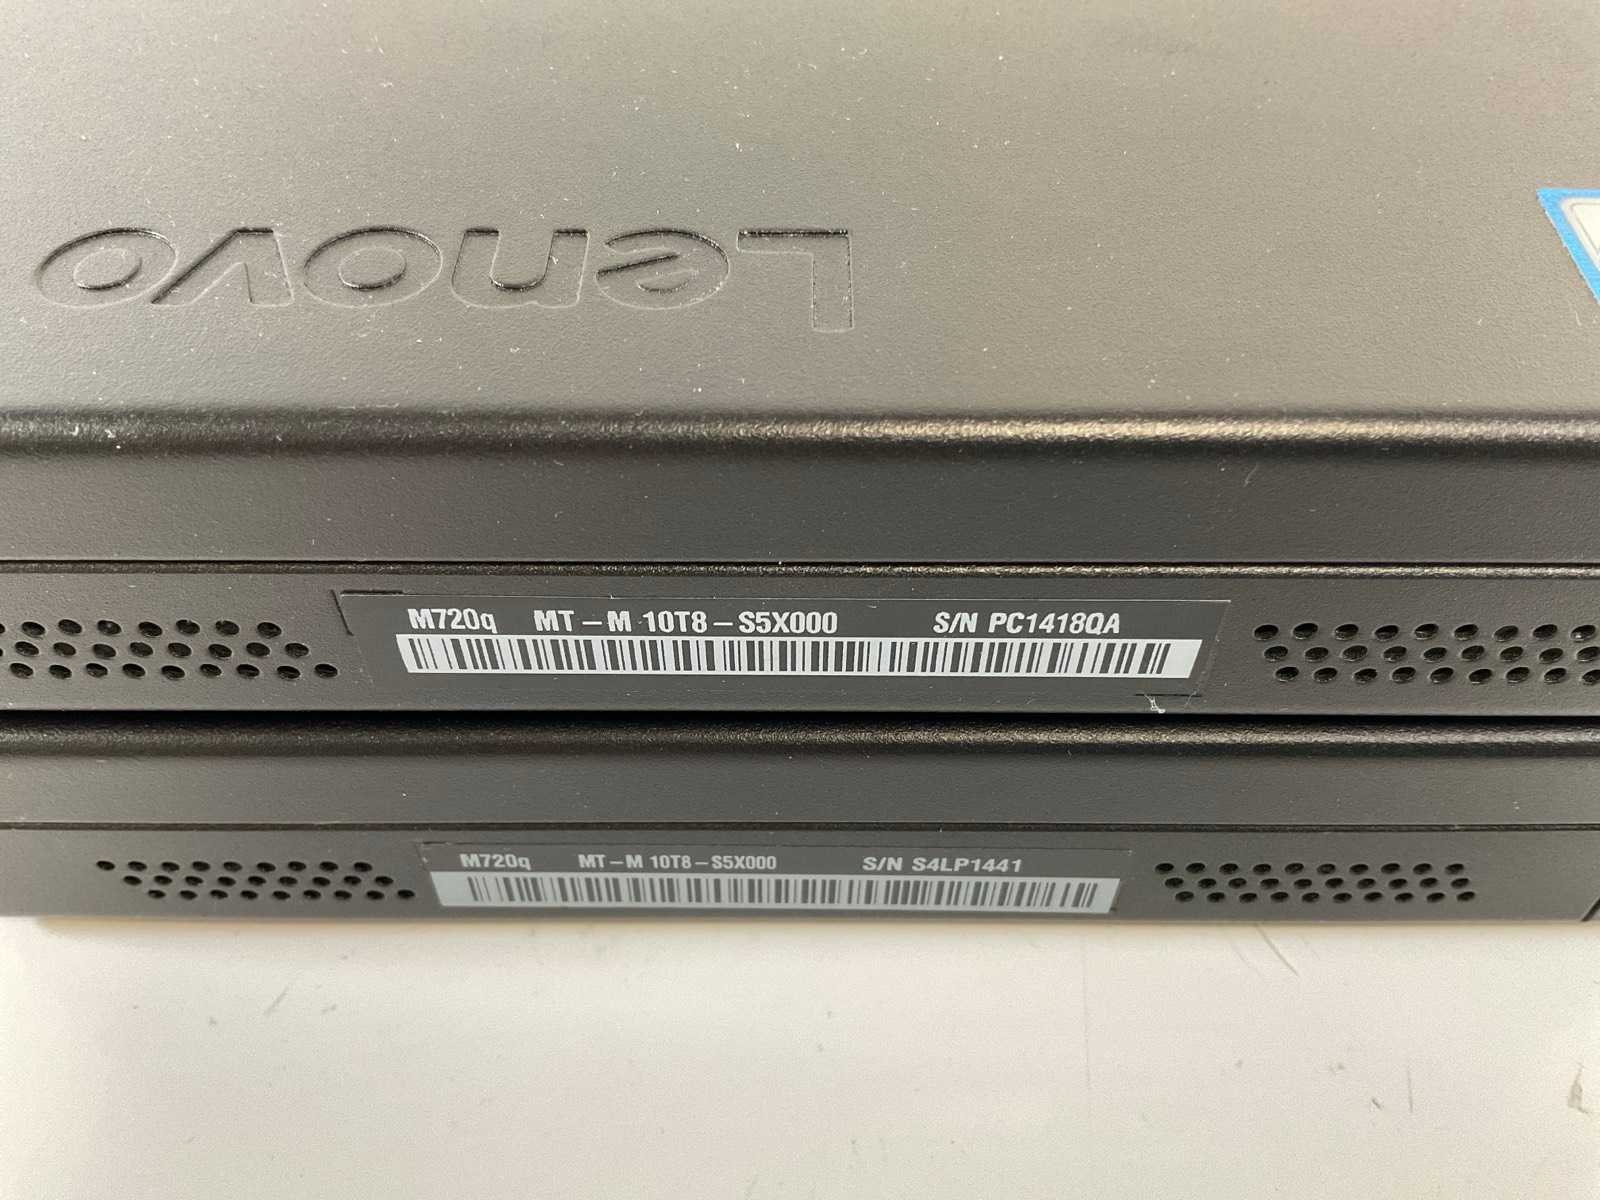 Lenovo
M720q MT-M 10T8-S5X000 S/N PC1418QA
M720q MT-M 10T8-S5X000 S/N S4LP1441